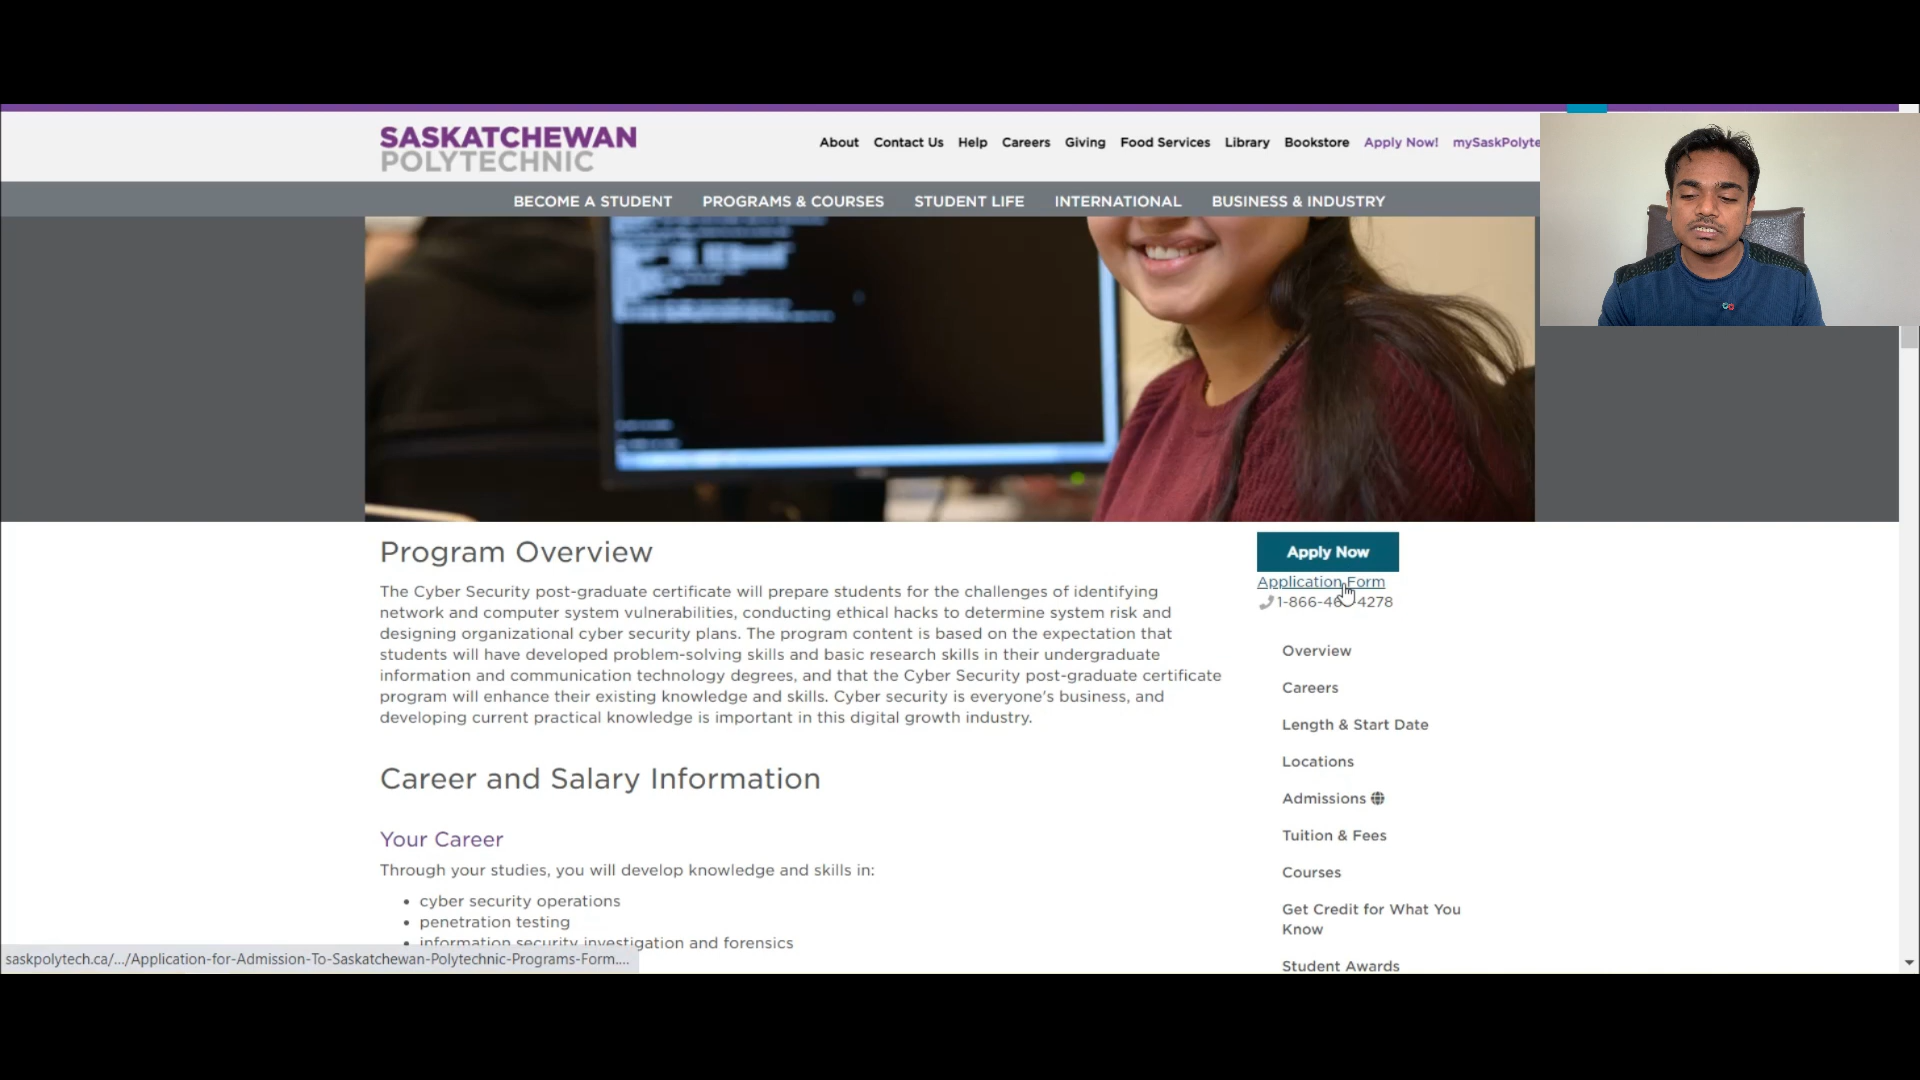 SASKATCHEWAN
POLYTECHNIC
About Contact Us Help Careers Giving Food Services Library Bookstore Apply Now! mySaskPolyte
BECOME A STUDENT PROGRAMS & COURSES STUDENT LIFE INTERNATIONAL BUSINESS & INDUSTRY
Program Overview
The Cyber Security post-graduate certificate will prepare students for the challenges of identifying
network and computer system vulnerabilities, conducting ethical hacks to determine system risk and
designing organizational cyber security plans. The program content is based on the expectation that
students will have developed problem-solving skills and basic research skills in their undergraduate
information and communication technology degrees, and that the Cyber Security post-graduate certificate
program will enhance their existing knowledge and skills. Cyber security is everyone's business, and
developing current practical knowledge is important in this digital growth industry.
Career and Salary Information
Your Career
Through your studies, you will develop knowledge and skills in:
• cyber security operations
• penetration testing
• information security investigation and forensics
saskpolytech.ca/.../Application-for-Admission-To-Saskatchewan-Polytechnic-Programs-Form....
Apply Now
Application Form
1-866- 4278
Overview
Careers
Length & Start Date
Locations
Admissions
Tuition & Fees
Courses
Get Credit for What You
Know
Student Awards